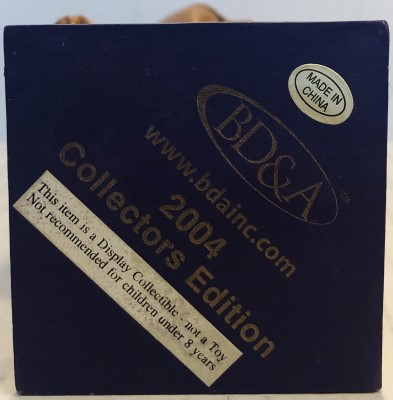 MADE IN
CHINA
BD&A
™
www.bdainc.com
2004
Collectors Edition
This item is a Display Collectible - not a Toy
Not recommended for children under 8 years